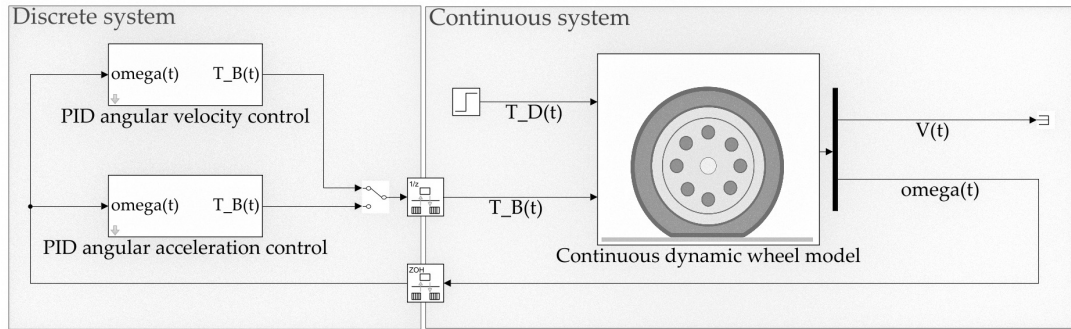 Discrete system
Continuous system
omega(t) T_B(t)
PID angular velocity control
T_D(t)
V(t)
1/z
omega(t) T_B(t)
T_B(t)
omega(t)
PID angular acceleration control
Continuous dynamic wheel model
ZOH